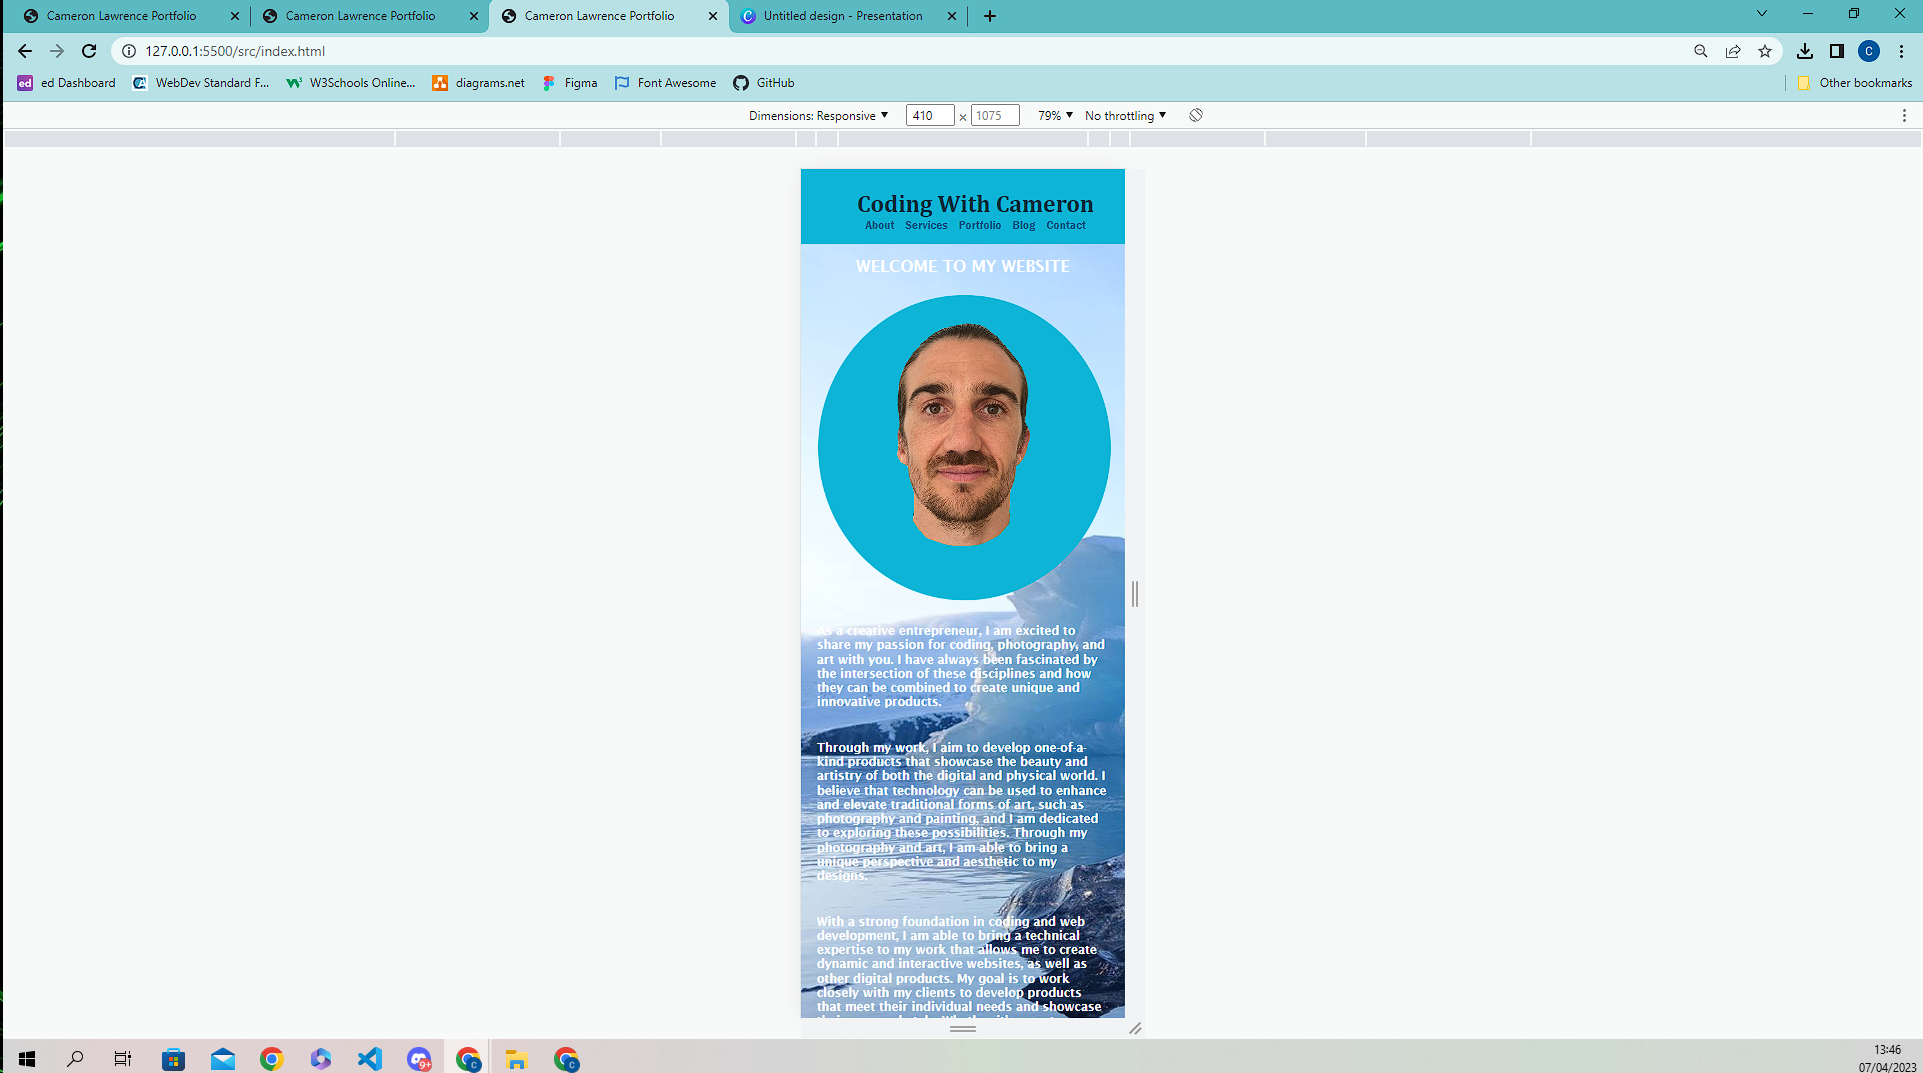 Cameron Lawrence Portfolio
Cameron Lawrence Portfolio
Cameron Lawrence Portfolio
Untitled design - Presentation
127.0.0.1:5500/src/index.html
C
ed
ed Dashboard
WebDev Standard F...
W3Schools Online...
diagrams.net
Figma
Font Awesome
GitHub
Other bookmarks
Dimensions: Responsive
410
×
1075
79%
No throttling
Coding With Cameron
About
Services
Portfolio
Blog
Contact
WELCOME TO MY WEBSITE
As a creative entrepreneur, I am excited to
share my passion for coding, photography, and
art with you. I have always been fascinated by
the intersection of these disciplines and how
they can be combined to create unique and
innovative products.
Through my work, I aim to develop one-of-a-
kind products that showcase the beauty and
artistry of both the digital and physical world. I
believe that technology can be used to enhance
and elevate traditional forms of art, such as
photography and painting, and I am dedicated
to exploring these possibilities. Through my
photography and art, I am able to bring a
unique perspective and aesthetic to my
designs.
With a strong foundation in coding and web
development, I am able to bring a technical
expertise to my work that allows me to create
dynamic and interactive websites, as well as
other digital products. My goal is to work
closely with my clients to develop products
that meet their individual needs and showcase
9+
13:46
07/04/2023